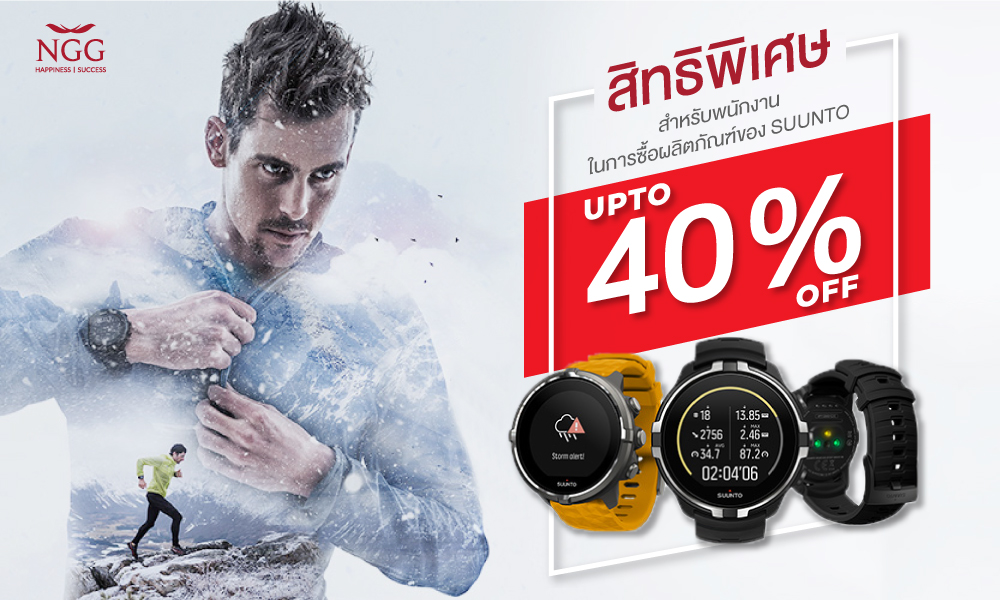 NGG
HAPPINESS | SUCCESS
สิทธิพิเศษ
สำหรับพนักงาน
ในการซื้อผลิตภัณฑ์ของ SUUNTO
UPTO
40%
OFF
Storm alert!
SUUNTO
18 13.85
MAX
2756 2.46
AVG MAX
34.7 87.2
02:04'06
SUUNTO